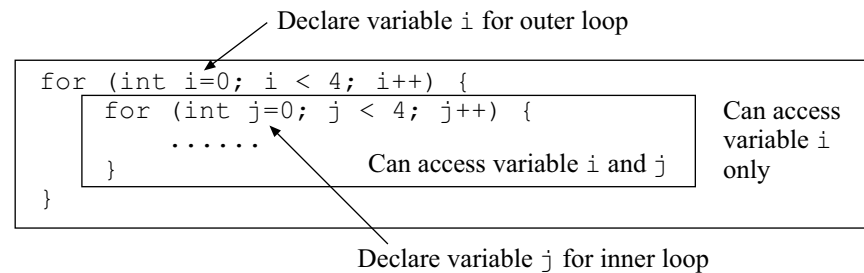 Declare variable i for outer loop
for (int i=0; i < 4; i++) {
for (int j=0; j < 4; j++) {
......
Can access variable i and j
}
}
Can access
variable i
only
Declare variable j for inner loop